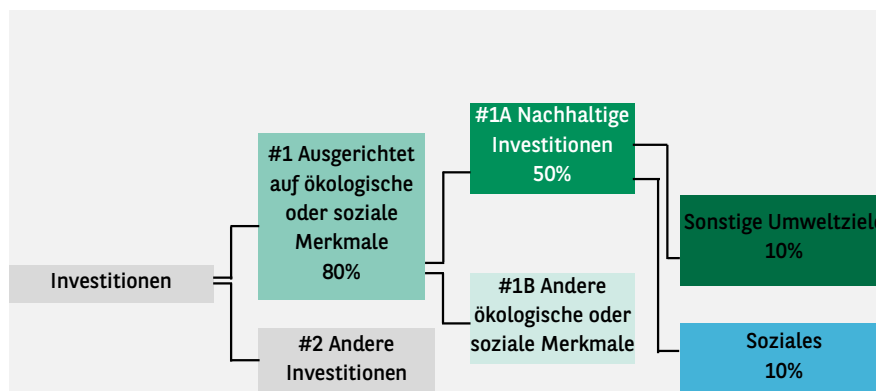 Investitionen
#1 Ausgerichtet
auf ökologische
oder soziale
Merkmale
80%
#2 Andere
Investitionen
#1A Nachhaltige
Investitionen
50%
#1B Andere
ökologische oder
soziale Merkmale
Sonstige Umweltziele
10%
Soziales
10%